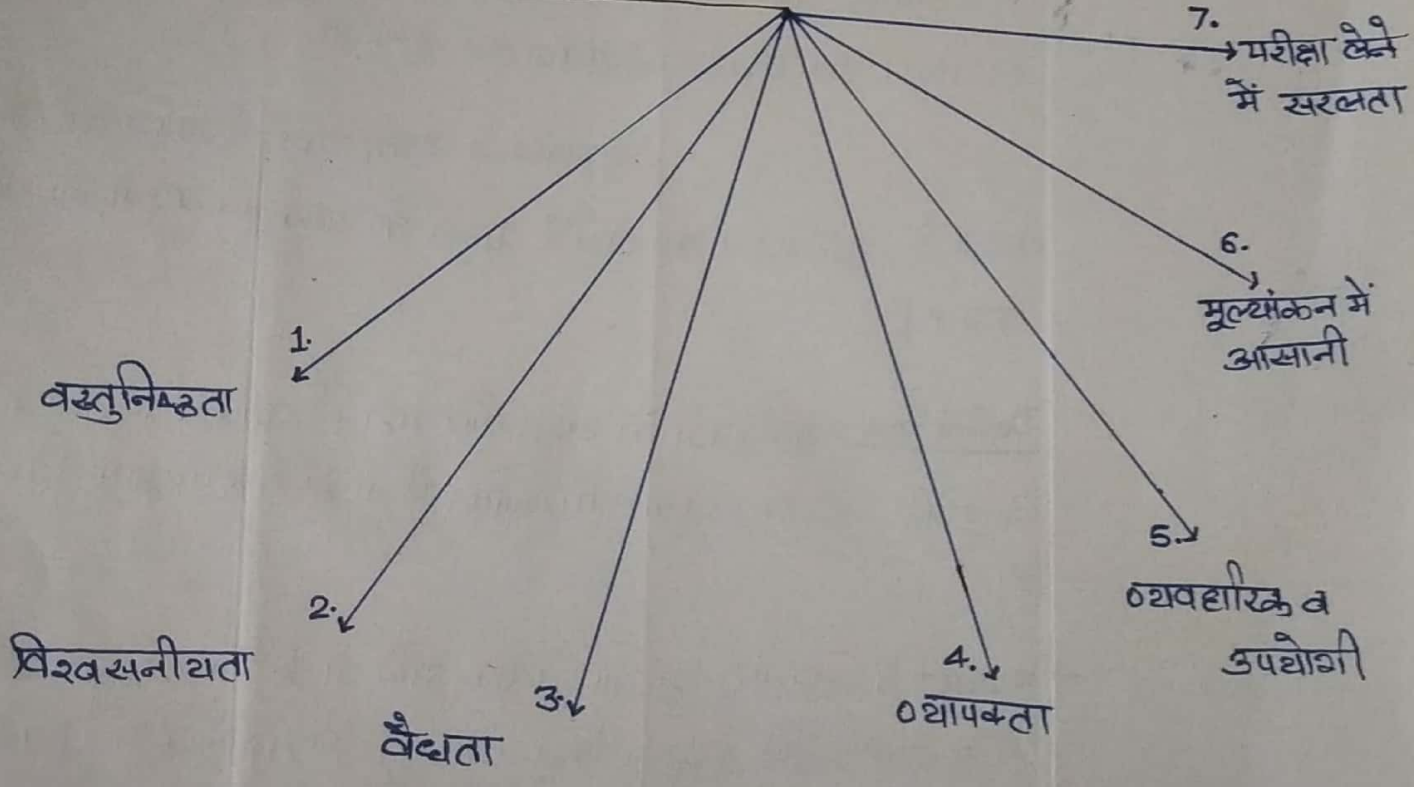 1.
वस्तुनिष्ठता
2.
विश्वसनीयता
3.
वैधता
4.
व्यापकता
5.
व्यवहारिक व
उपयोगी
6.
मूल्यांकन में
आसानी
7.
परीक्षा लेने
में सरलता